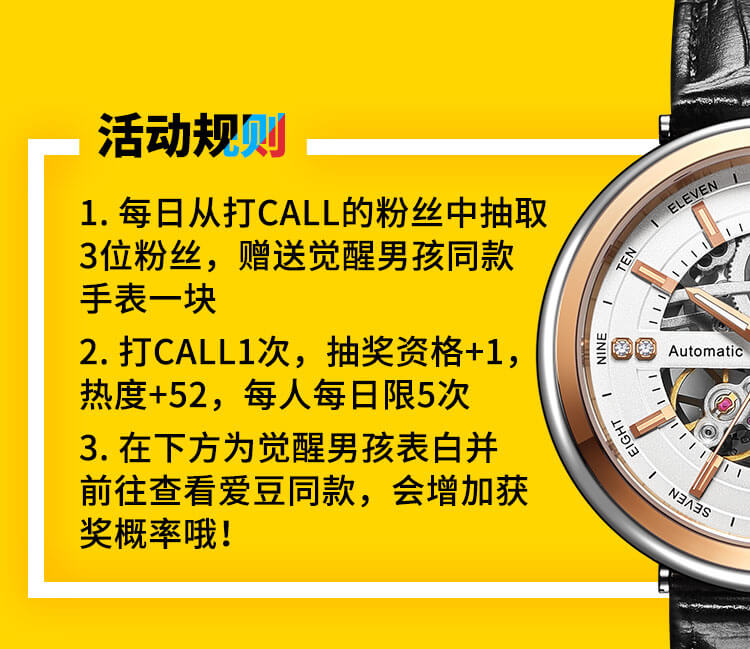 活动规则
1. 每日从打CALL的粉丝中抽取
3位粉丝，赠送觉醒男孩同款
手表一块
2. 打CALL1次，抽奖资格+1，
热度+52，每人每日限5次
3. 在下方为觉醒男孩表白并
前往查看爱豆同款，会增加获
奖概率哦！
ELEVEN
TEN
NINE
Automatic
EIGHT
SEVEN